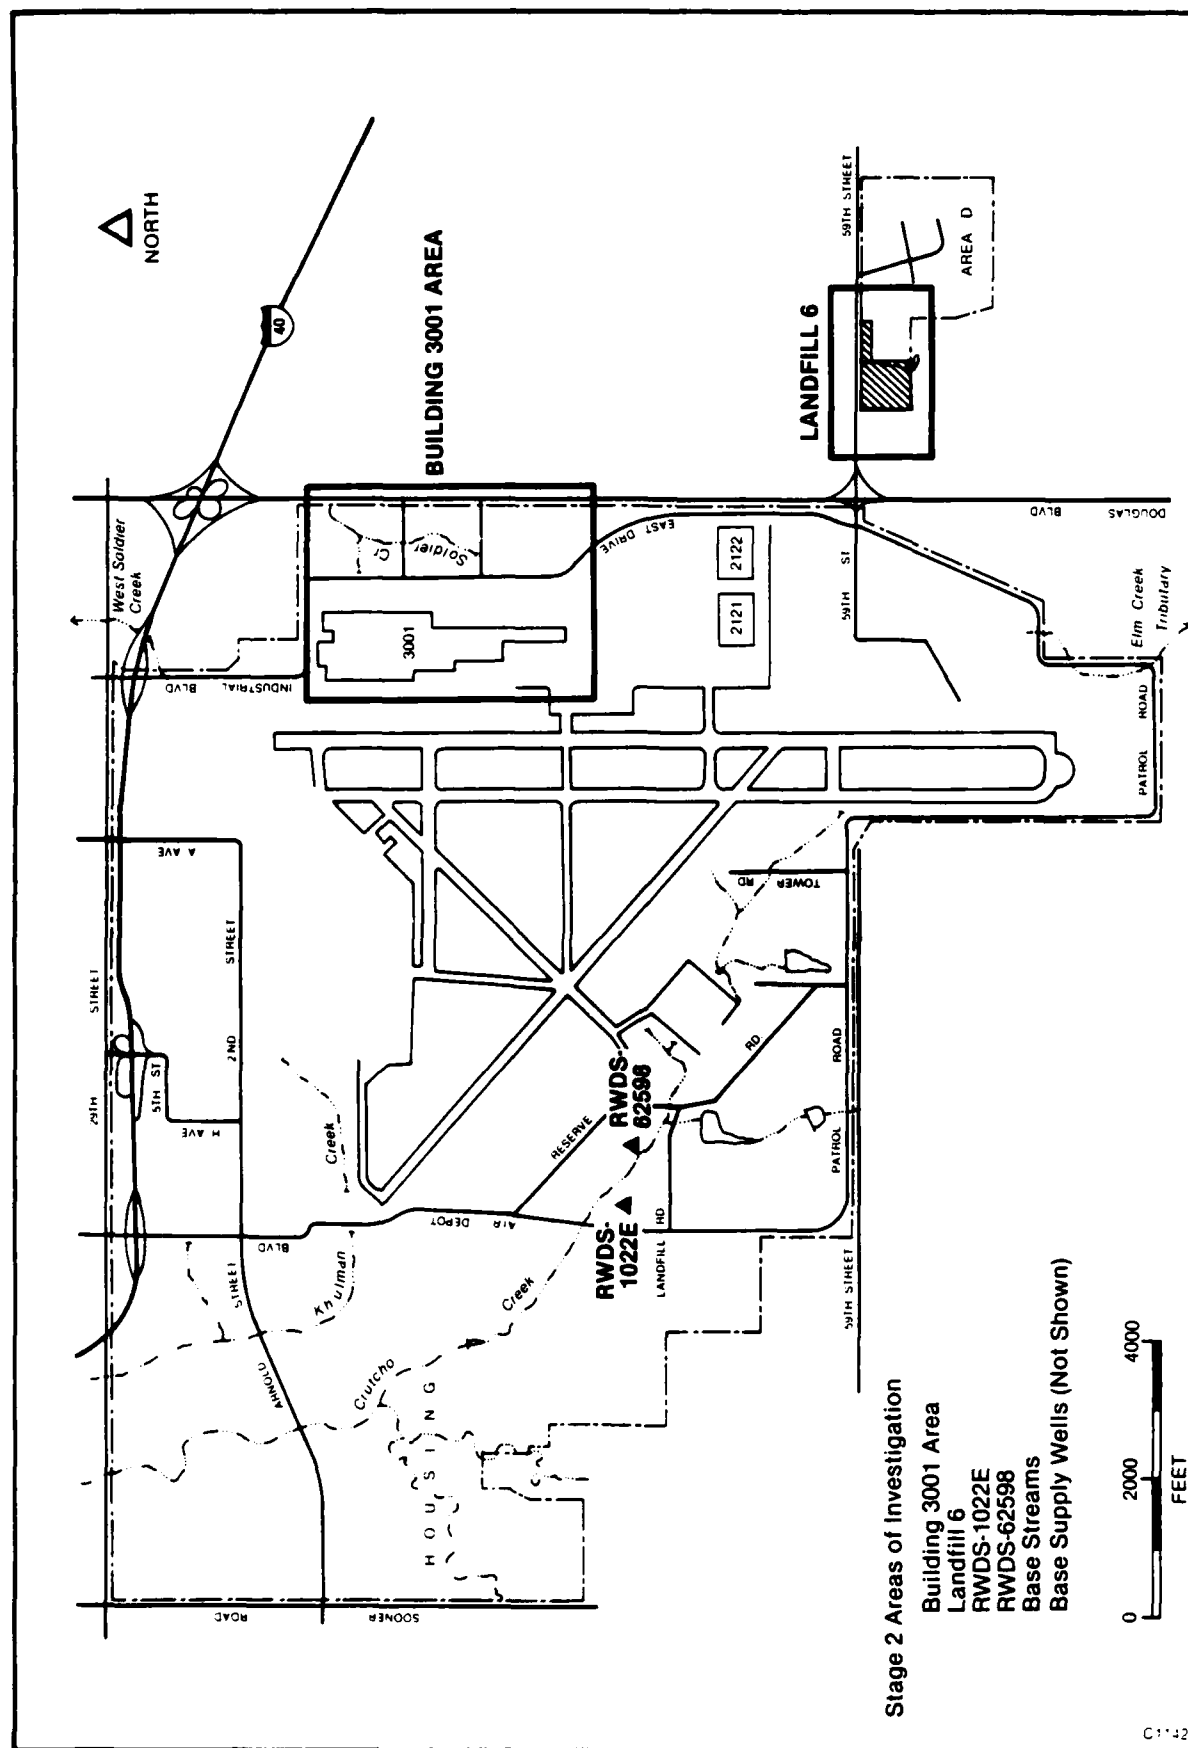 NORTH
40
BUILDING 3001 AREA
LANDFILL 6
59TH STREET
AREA D
West Soldier
Creek
INDUSTRIAL
BLVD
Soldier
Cr
3001
EAST DRIVE
2122
2121
59TH
ST
DOUGLAS
BLVD
Elm Creek
Tributary
PATROL
ROAD
29TH
STREET
A AVE
2ND
STREET
5TH
ST
H AVE
TOWER
RD
Creek
RESERVE
RD
RWDS-
62598
RWDS-
1022E
LANDFILL
RD
PATROL
ROAD
59TH STREET
AIR
DEPOT
BLVD
Khulman
Creek
Crutcho
ARNOLD
STREET
HOUSING
SOONER
ROAD
Stage 2 Areas of Investigation
Building 3001 Area
Landfill 6
RWDS-1022E
RWDS-62598
Base Streams
Base Supply Wells (Not Shown)
0 2000 4000
FEET